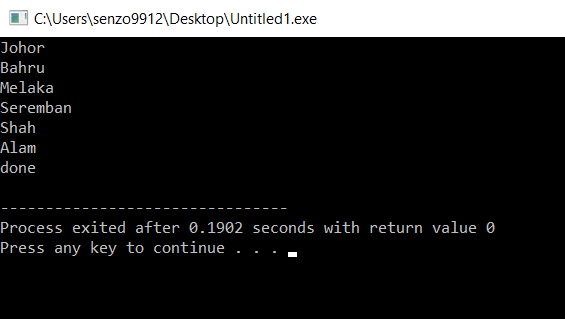 C:\Users\senzo9912\Desktop\Untitled1.exe
Johor
Bahru
Melaka
Seremban
Shah
Alam
done
--------------------------------
Process exited after 0.1902 seconds with return value 0
Press any key to continue . . .